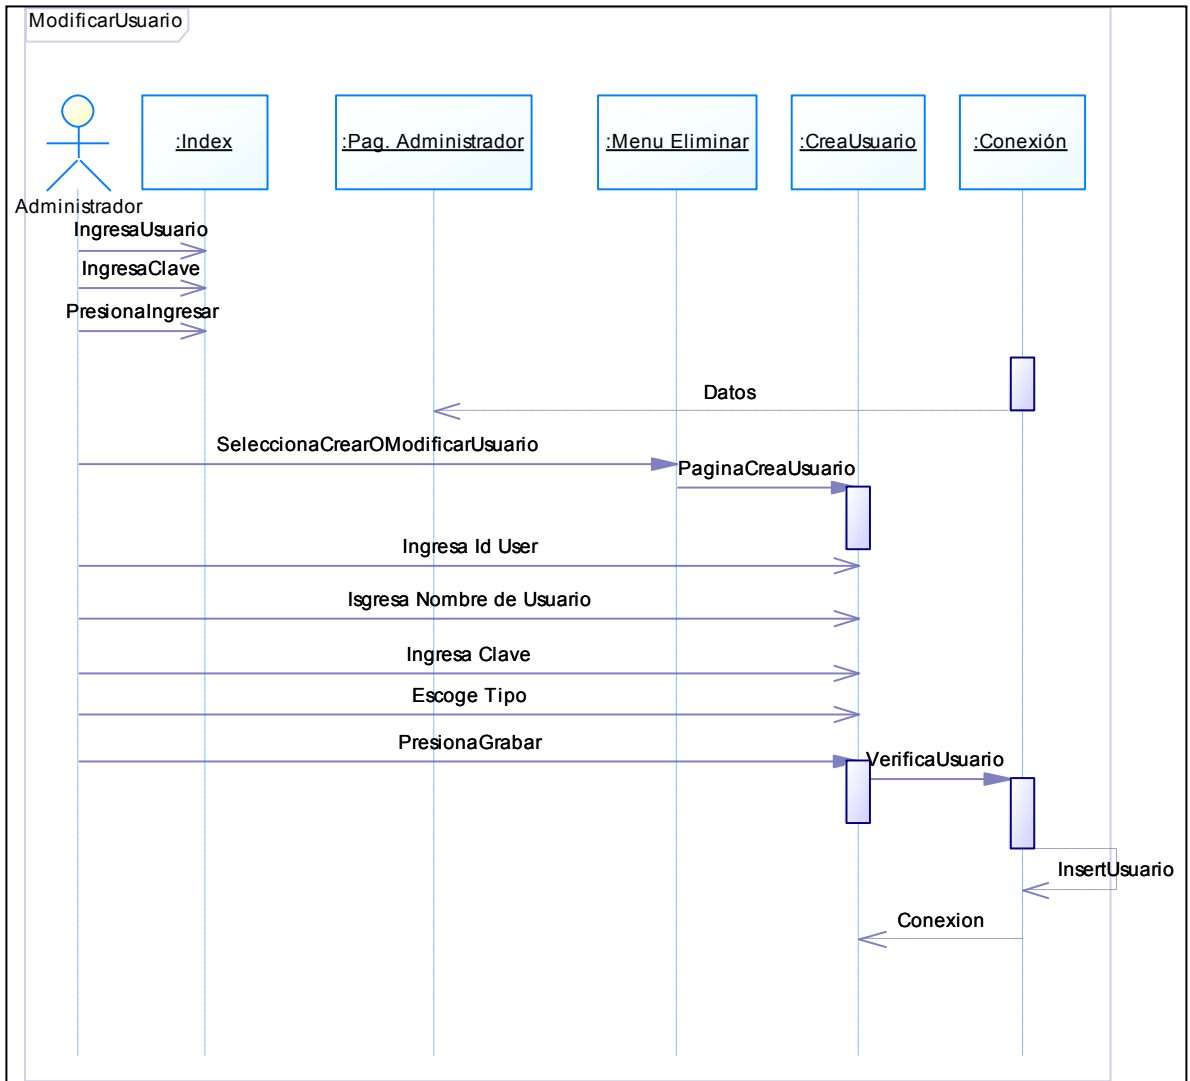 ModificarUsuario
:Index
:Pag. Administrador
:Menu Eliminar
:CreaUsuario
:Conexión
Administrador
IngresaUsuario
IngresaClave
PresionaIngresar
Datos
SeleccionaCrearOModificarUsuario
PaginaCreaUsuario
Ingresa Id User
Isgresa Nombre de Usuario
Ingresa Clave
Escoge Tipo
PresionaGrabar
VerificaUsuario
InsertUsuario
Conexion